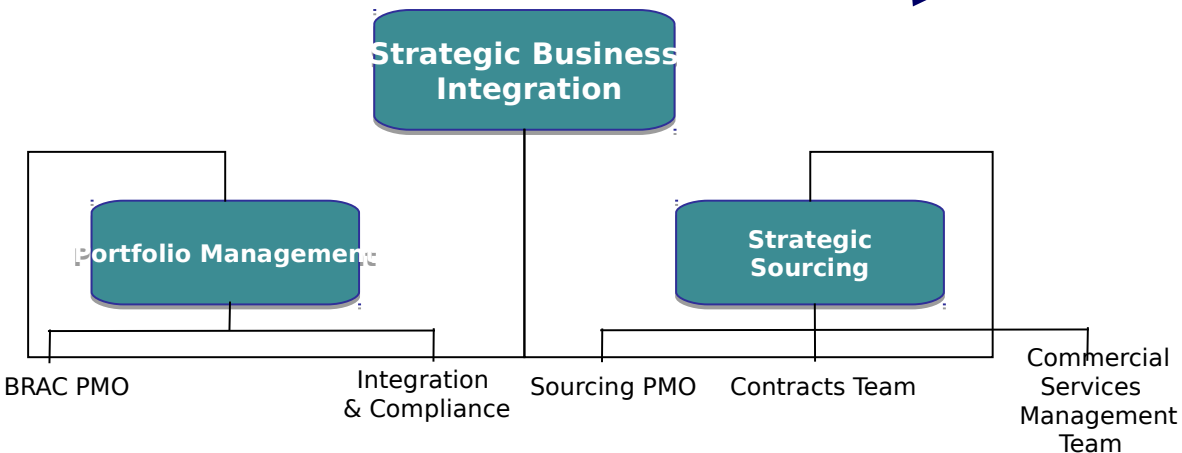 Strategic Business
Integration
Portfolio Management
Strategic
Sourcing
BRAC PMO
Integration
& Compliance
Sourcing PMO
Contracts Team
Commercial
Services
Management
Team